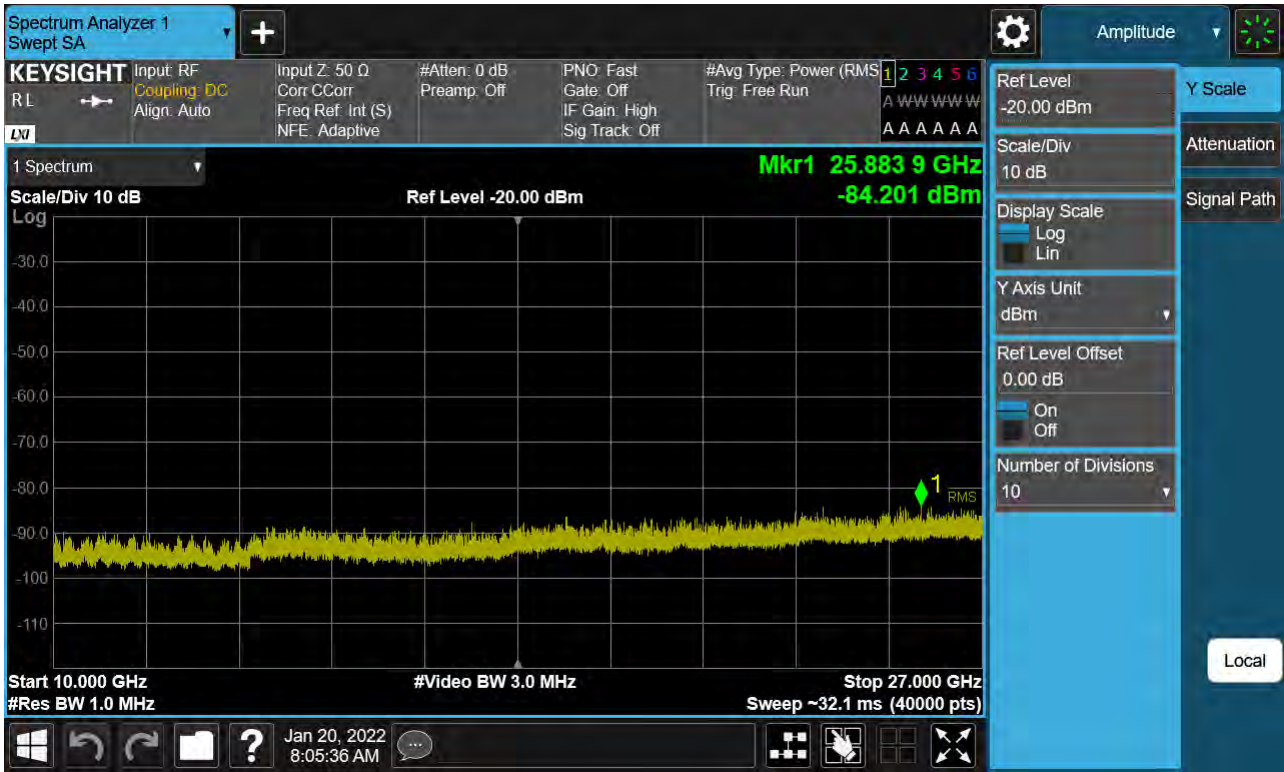 Spectrum Analyzer 1
Swept SA
+
Amplitude
KEYSIGHT
RL
LXI
Input: RF
Coupling: DC
Align: Auto
Input Z: 50 Ω
Corr CCorr
Freq Ref: Int (S)
NFE: Adaptive
#Atten: 0 dB
Preamp: Off
PNO: Fast
Gate: Off
IF Gain: High
Sig Track: Off
#Avg Type: Power (RMS
Trig: Free Run
1 2 3 4 5 6
A W W W W W
A A A A A A
1 Spectrum
Mkr1 25.883 9 GHz
-84.201 dBm
Scale/Div 10 dB
Ref Level -20.00 dBm
Log
-30.0
-40.0
-50.0
-60.0
-70.0
-80.0
-90.0
-100
-110
1
RMS
Start 10.000 GHz
#Video BW 3.0 MHz
Stop 27.000 GHz
#Res BW 1.0 MHz
Sweep ~32.1 ms (40000 pts)
Ref Level
-20.00 dBm
Scale/Div
10 dB
Display Scale
Log
Lin
Y Axis Unit
dBm
Ref Level Offset
0.00 dB
On
Off
Number of Divisions
10
Y Scale
Attenuation
Signal Path
Local
?
Jan 20, 2022
8:05:36 AM